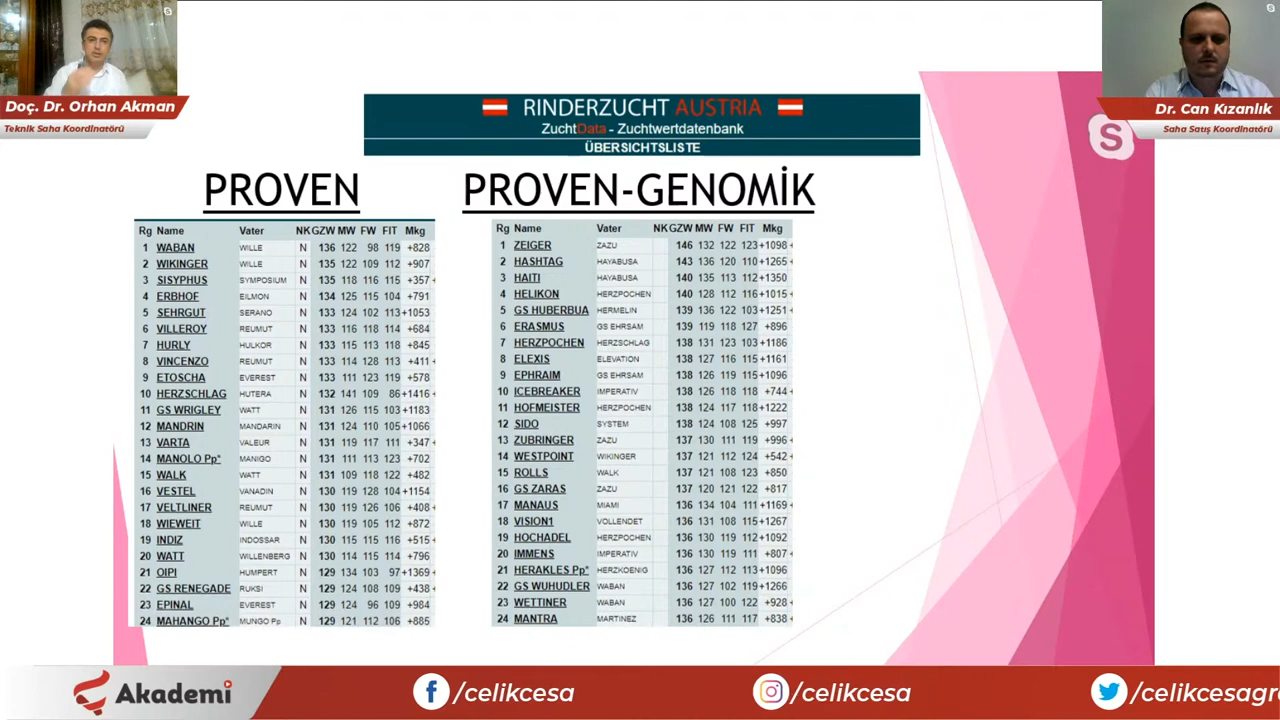 Doç. Dr. Orhan Akman
Teknik Saha Koordinatörü
Dr. Can Kızanlık
Saha Satış Koordinatörü
RINDERZUCHT AUSTRIA
ZuchtData - Zuchtwertdatenbank
ÜBERSICHTSLISTE
PROVEN
Rg Name Vater NK GZW MW FW FIT Mkg
1 WABAN WILLE N 136 122 98 119 +828
2 WIKINGER WILLE N 135 122 109 112 +907
3 SISYPHUS SYMPOSIUM N 135 118 116 115 +357
4 ERBHOF EILMON N 134 125 115 104 +791
5 SEHRGUT SERANO N 133 124 102 113 +1053
6 VILLEROY REUMUT N 133 116 118 114 +684
7 HURLY HULKOR N 133 115 113 118 +845
8 VINCENZO REUMUT N 133 114 128 113 +411
9 ETOSCHA EVEREST N 133 111 123 119 +578
10 HERZSCHLAG HUTERA N 132 141 109 86 +1416
11 GS WRIGLEY WATT N 131 126 115 103 +1183
12 MANDRIN MANDARIN N 131 124 110 105 +1066
13 VARTA VALEUR N 131 119 117 111 +347
14 MANOLO Pp* MANIGO N 131 111 113 123 +702
15 WALK WATT N 131 109 118 122 +482
16 VESTEL VANADIN N 130 119 128 104 +1154
17 VELTLINER REUMUT N 130 119 126 106 +408
18 WIEWEIT WILLE N 130 119 105 112 +872
19 INDIZ INDOSSAR N 130 115 115 116 +515
20 WATT WILLENBERG N 130 114 115 114 +796
21 OIPI HUMPERT N 129 134 103 97 +1369
22 GS RENEGADE RUKSI N 129 124 108 109 +438
23 EPINAL EVEREST N 129 124 96 109 +984
24 MAHANGO Pp* MUNGO Pp N 129 121 112 106 +885
PROVEN-GENOMİK
Rg Name Vater NK GZW MW FW FIT Mkg
1 ZEIGER ZAZU 146 132 122 123 +1098
2 HASHTAG HAYABUSA 143 136 120 110 +1265
3 HAITI HAYABUSA 140 135 113 112 +1350
4 HELIKON HERZPOCHEN 140 128 112 116 +1015
5 GS HUBERBUA HERMELIN 139 136 122 103 +1251
6 ERASMUS GS EHRSAM 139 119 118 127 +896
7 HERZPOCHEN HERZSCHLAG 138 131 123 103 +1186
8 ELEXIS ELEVATION 138 127 116 115 +1161
9 EPHRAIM GS EHRSAM 138 126 119 115 +1096
10 ICEBREAKER IMPERATIV 138 126 118 118 +744
11 HOFMEISTER HERZPOCHEN 138 124 117 118 +1222
12 SIDO SYSTEM 138 124 108 125 +997
13 ZUBRINGER ZAZU 137 130 111 119 +996
14 WESTPOINT WIKINGER 137 121 112 124 +542
15 ROLLS WALK 137 121 108 123 +850
16 GS ZARAS ZAZU 137 120 121 122 +817
17 MANAUS MIAMI 136 134 104 111 +1169
18 VISION1 VOLLENDET 136 131 108 115 +1267
19 HOCHADEL HERZPOCHEN 136 130 119 112 +1092
20 IMMENS IMPERATIV 136 130 119 111 +807
21 HERAKLES Pp* HERZKOENIG 136 127 112 113 +1096
22 GS WUHUDLER WABAN 136 127 102 119 +1266
23 WETTINER WABAN 136 127 100 122 +928
24 MANTRA MARTINEZ 136 126 111 117 +838
Akademi
/celikcesa
/celikcesa
/celikcesagr